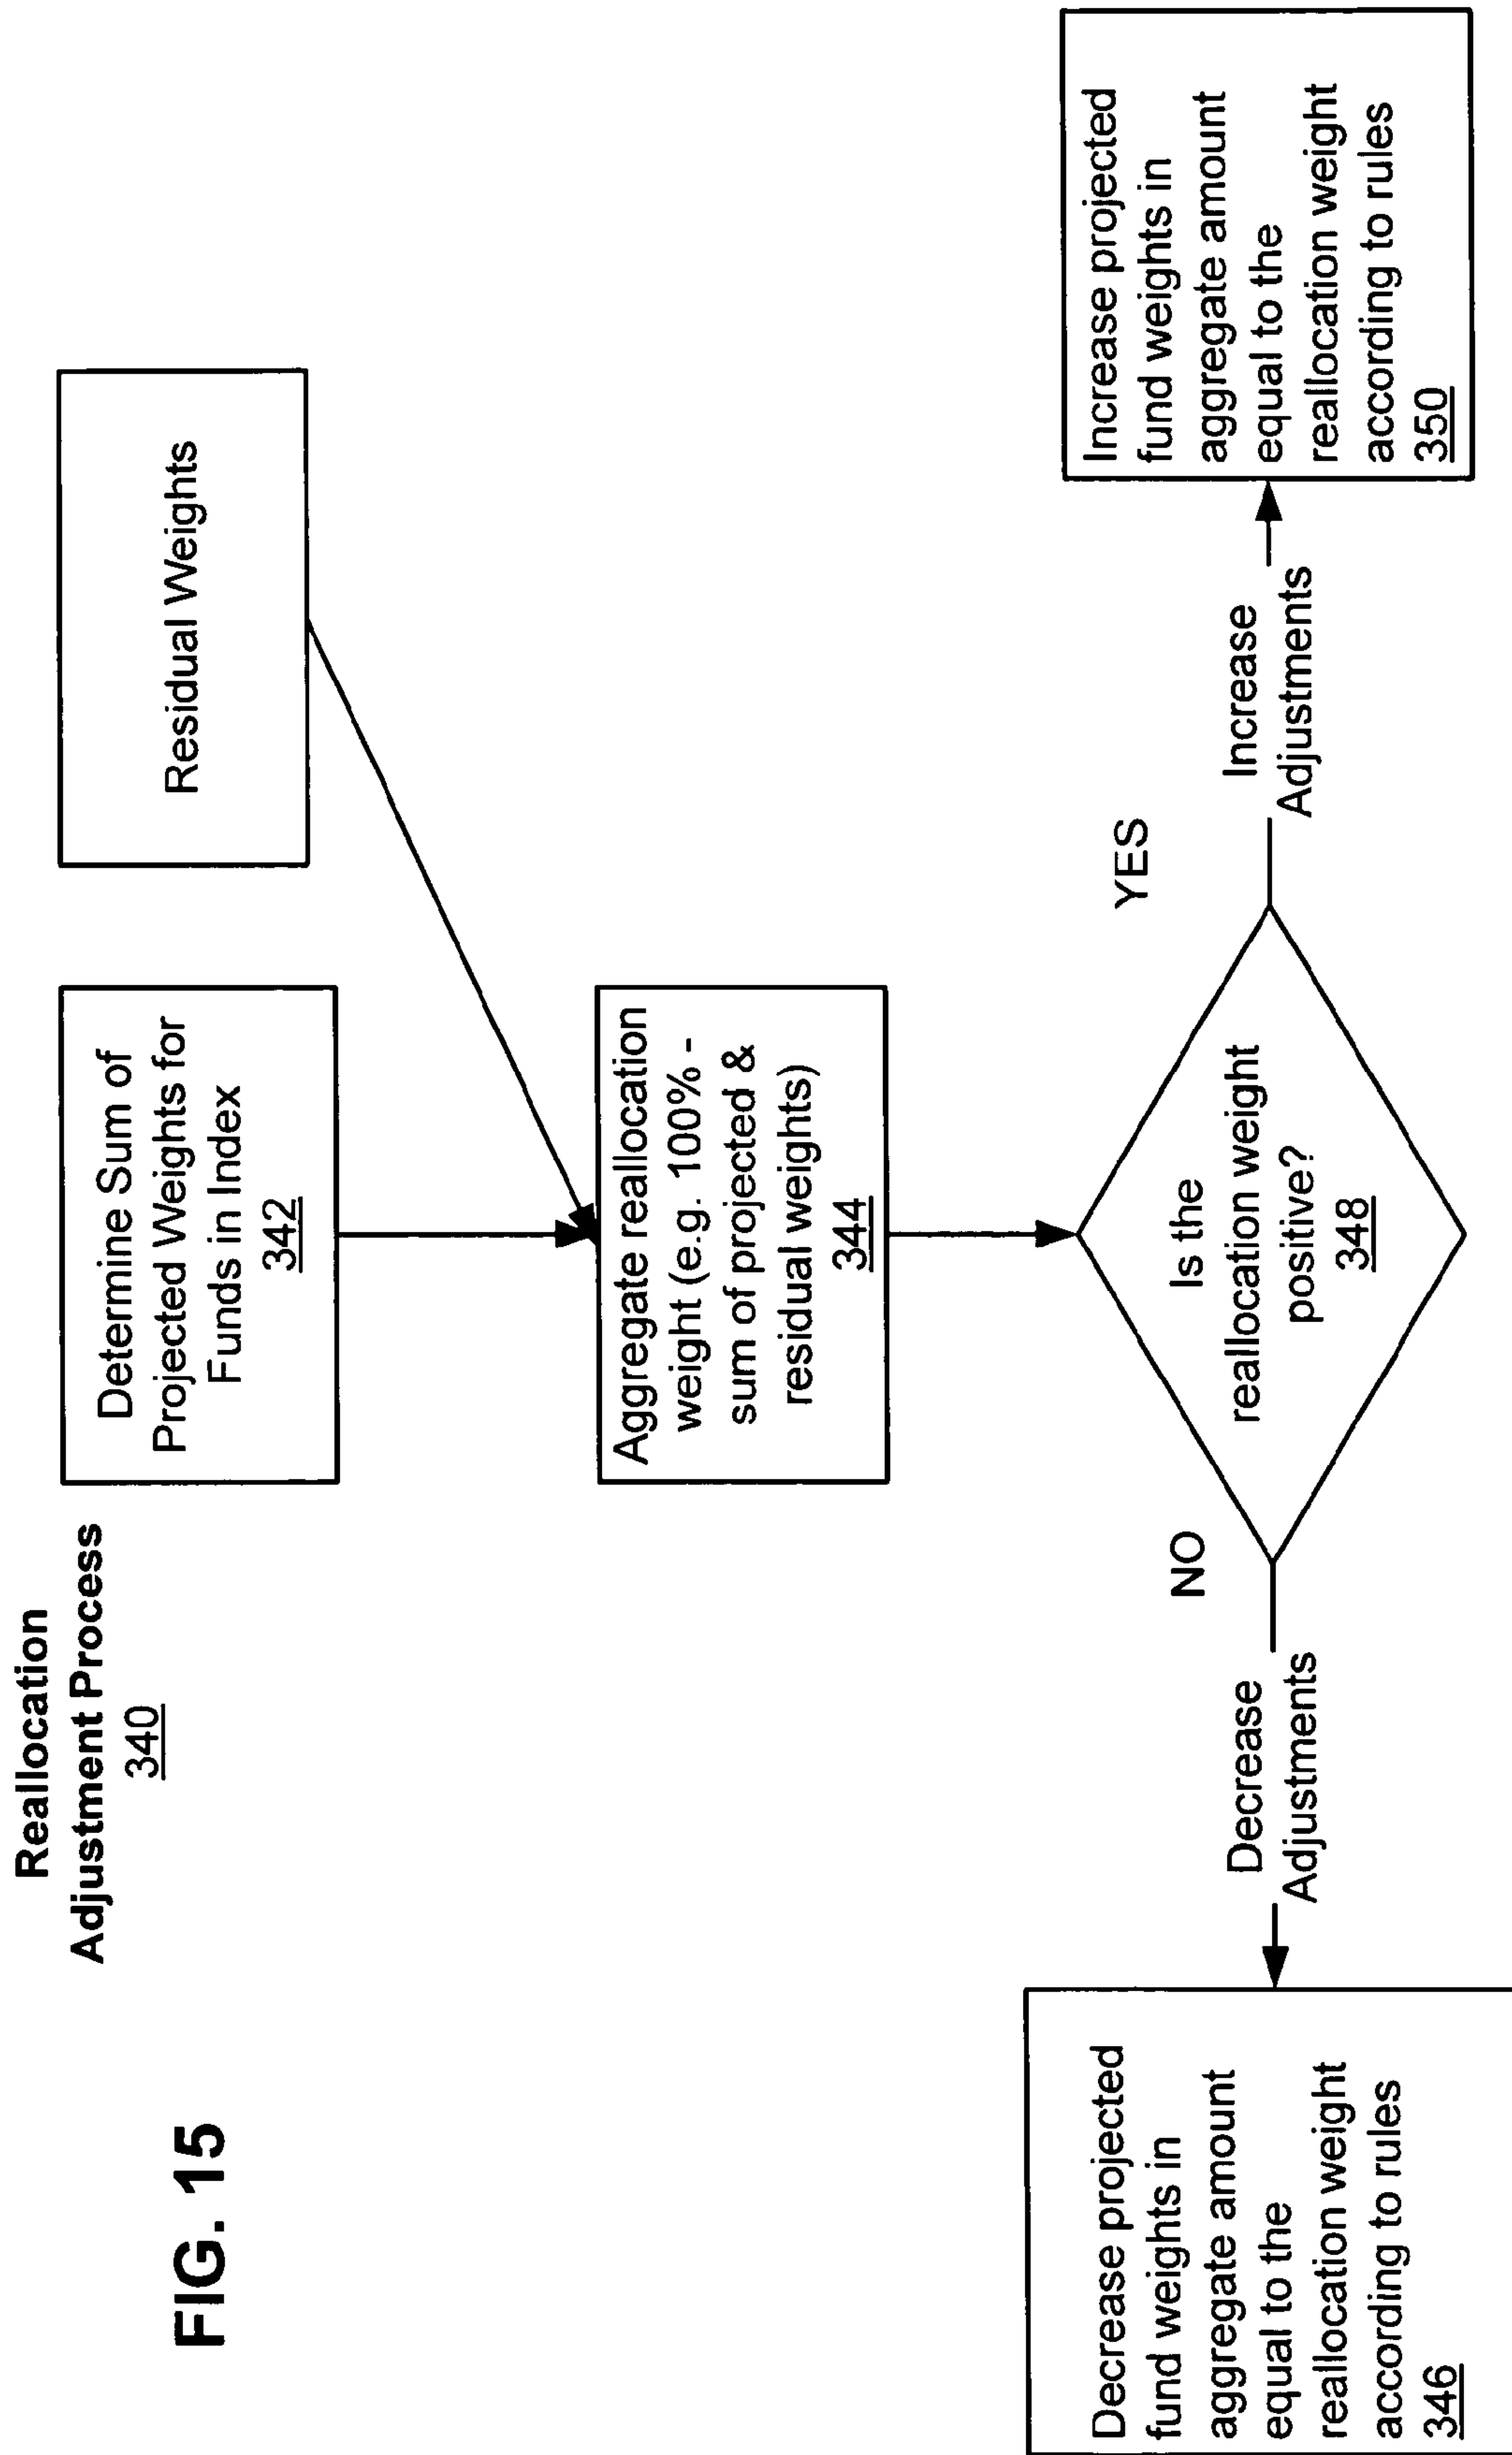 FIG. 15
Reallocation
Adjustment Process
340
Determine Sum of
Projected Weights for
Funds in Index
342
Residual Weights
Aggregate reallocation
weight (e.g. 100% -
sum of projected &
residual weights)
344
Is the
reallocation weight
positive?
348
NO
YES
Decrease
Adjustments
Increase
Adjustments
Decrease projected
fund weights in
aggregate amount
equal to the
reallocation weight
according to rules
346
Increase projected
fund weights in
aggregate amount
equal to the
reallocation weight
according to rules
350